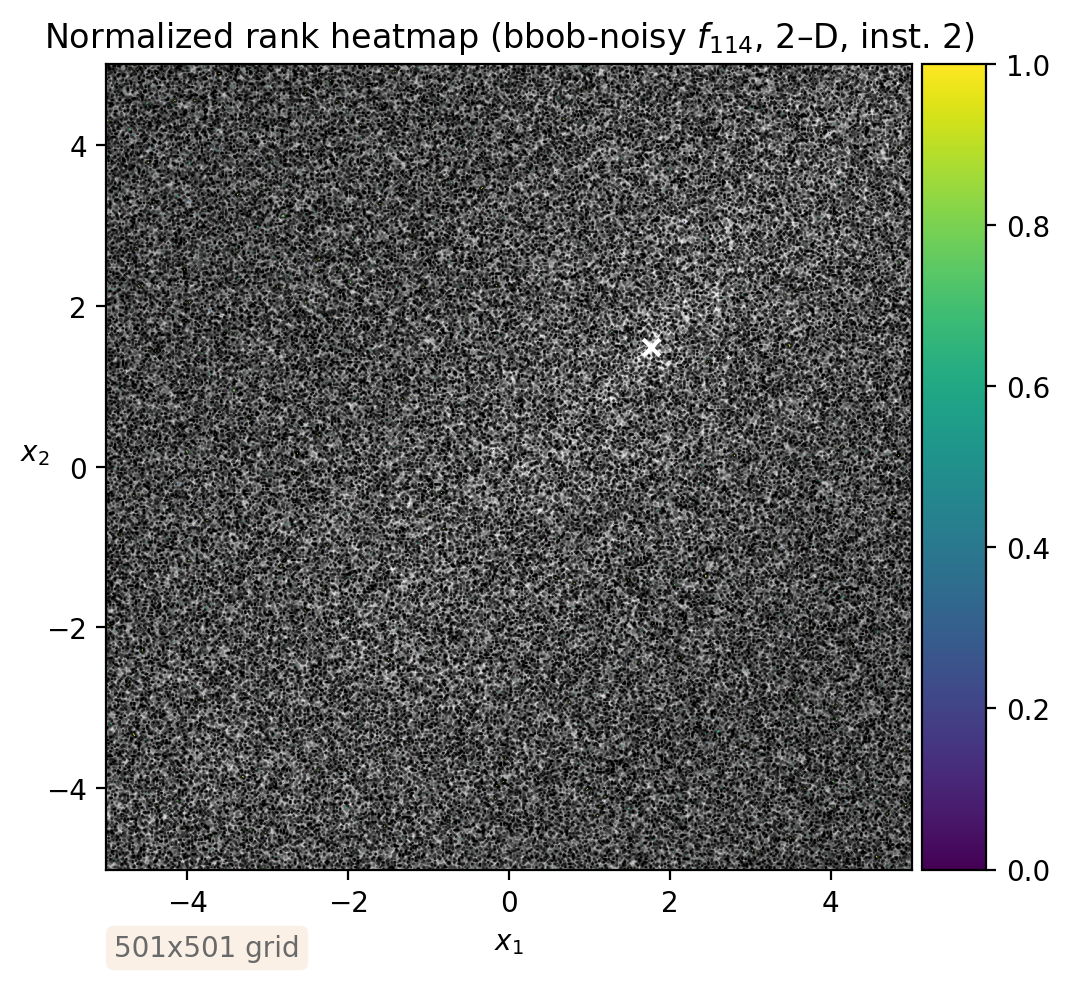 Normalized rank heatmap (bbob-noisy f₁₁₄, 2–D, inst. 2)
1.0
4
0.8
2
0.6
x₂
0
0.4
−2
0.2
−4
0.0
−4 −2 0 2 4
501x501 grid
x₁